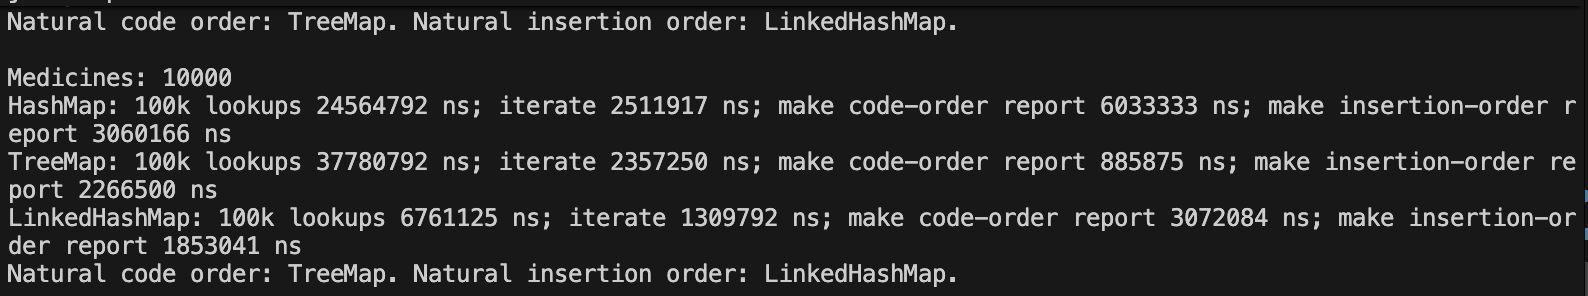 Natural code order: TreeMap. Natural insertion order: LinkedHashMap.
Medicines: 10000
HashMap: 100k lookups 24564792 ns; iterate 2511917 ns; make code-order report 6033333 ns; make insertion-order r
eport 3060166 ns
TreeMap: 100k lookups 37780792 ns; iterate 2357250 ns; make code-order report 885875 ns; make insertion-order re
port 2266500 ns
LinkedHashMap: 100k lookups 6761125 ns; iterate 1309792 ns; make code-order report 3072084 ns; make insertion-or
der report 1853041 ns
Natural code order: TreeMap. Natural insertion order: LinkedHashMap.